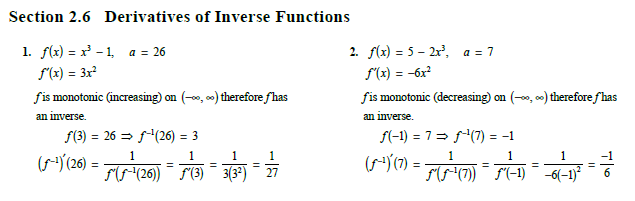 Section 2.6 Derivatives of Inverse Functions
1. f(x) = x³ − 1, a = 26
f′(x) = 3x²
f is monotonic (increasing) on (−∞, ∞) therefore f has
an inverse.
f(3) = 26 ⇒ f⁻¹(26) = 3
(f⁻¹)′(26) = 1/f′(f⁻¹(26)) = 1/f′(3) = 1/3(3²) = 1/27
2. f(x) = 5 − 2x³, a = 7
f′(x) = −6x²
f is monotonic (decreasing) on (−∞, ∞) therefore f has
an inverse.
f(−1) = 7 ⇒ f⁻¹(7) = −1
(f⁻¹)′(7) = 1/f′(f⁻¹(7)) = 1/f′(−1) = 1/−6(−1)² = −1/6